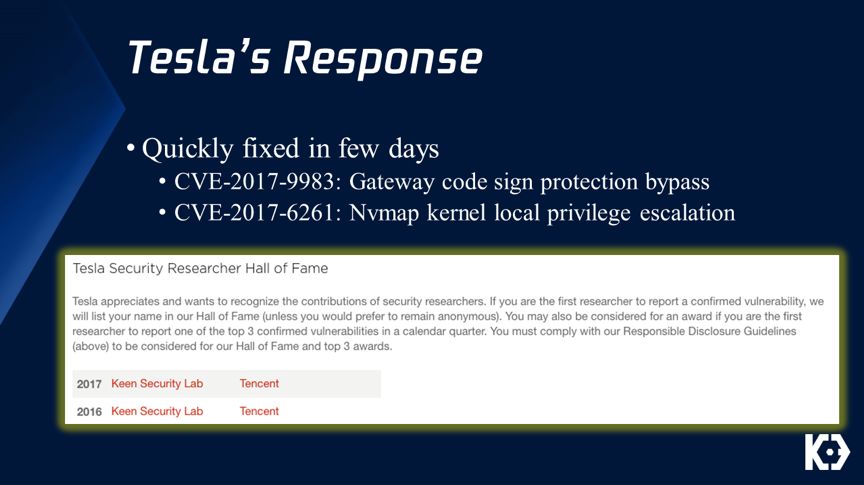 Tesla's Response
• Quickly fixed in few days
• CVE-2017-9983: Gateway code sign protection bypass
• CVE-2017-6261: Nvmap kernel local privilege escalation
Tesla Security Researcher Hall of Fame
Tesla appreciates and wants to recognize the contributions of security researchers. If you are the first researcher to report a confirmed vulnerability, we
will list your name in our Hall of Fame (unless you would prefer to remain anonymous). You may also be considered for an award if you are the first
researcher to report one of the top 3 confirmed vulnerabilities in a calendar quarter. You must comply with our Responsible Disclosure Guidelines
(above) to be considered for our Hall of Fame and top 3 awards.
2017 Keen Security Lab Tencent
2016 Keen Security Lab Tencent